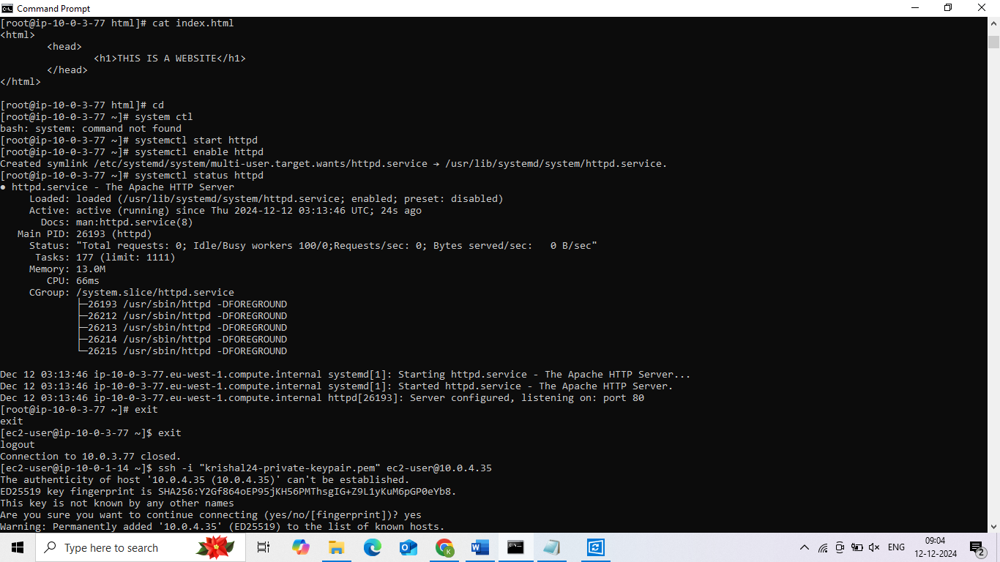 Command Prompt
[root@ip-10-0-3-77 html]# cat index.html
<html>
        <head>
                <h1>THIS IS A WEBSITE</h1>
        </head>
</html>

[root@ip-10-0-3-77 html]# cd
[root@ip-10-0-3-77 ~]# system ctl
bash: system: command not found
[root@ip-10-0-3-77 ~]# systemctl start httpd
[root@ip-10-0-3-77 ~]# systemctl enable httpd
Created symlink /etc/systemd/system/multi-user.target.wants/httpd.service → /usr/lib/systemd/system/httpd.service.
[root@ip-10-0-3-77 ~]# systemctl status httpd
● httpd.service - The Apache HTTP Server
     Loaded: loaded (/usr/lib/systemd/system/httpd.service; enabled; preset: disabled)
     Active: active (running) since Thu 2024-12-12 03:13:46 UTC; 24s ago
       Docs: man:httpd.service(8)
   Main PID: 26193 (httpd)
     Status: "Total requests: 0; Idle/Busy workers 100/0;Requests/sec: 0; Bytes served/sec:   0 B/sec"
      Tasks: 177 (limit: 1111)
     Memory: 13.0M
        CPU: 66ms
     CGroup: /system.slice/httpd.service
             ├─26193 /usr/sbin/httpd -DFOREGROUND
             ├─26212 /usr/sbin/httpd -DFOREGROUND
             ├─26213 /usr/sbin/httpd -DFOREGROUND
             ├─26214 /usr/sbin/httpd -DFOREGROUND
             └─26215 /usr/sbin/httpd -DFOREGROUND

Dec 12 03:13:46 ip-10-0-3-77.eu-west-1.compute.internal systemd[1]: Starting httpd.service - The Apache HTTP Server...
Dec 12 03:13:46 ip-10-0-3-77.eu-west-1.compute.internal systemd[1]: Started httpd.service - The Apache HTTP Server.
Dec 12 03:13:46 ip-10-0-3-77.eu-west-1.compute.internal httpd[26193]: Server configured, listening on: port 80
[root@ip-10-0-3-77 ~]# exit
exit
[ec2-user@ip-10-0-3-77 ~]$ exit
logout
Connection to 10.0.3.77 closed.
[ec2-user@ip-10-0-1-14 ~]$ ssh -i "krishal24-private-keypair.pem" ec2-user@10.0.4.35
The authenticity of host '10.0.4.35 (10.0.4.35)' can't be established.
ED25519 key fingerprint is SHA256:Y2Gf864oEP95jKH56PMThsgIG+Z9L1yKuM6pGP0eYb8.
This key is not known by any other names
Are you sure you want to continue connecting (yes/no/[fingerprint])? yes
Warning: Permanently added '10.0.4.35' (ED25519) to the list of known hosts.
Type here to search
ENG
09:04
12-12-2024
2